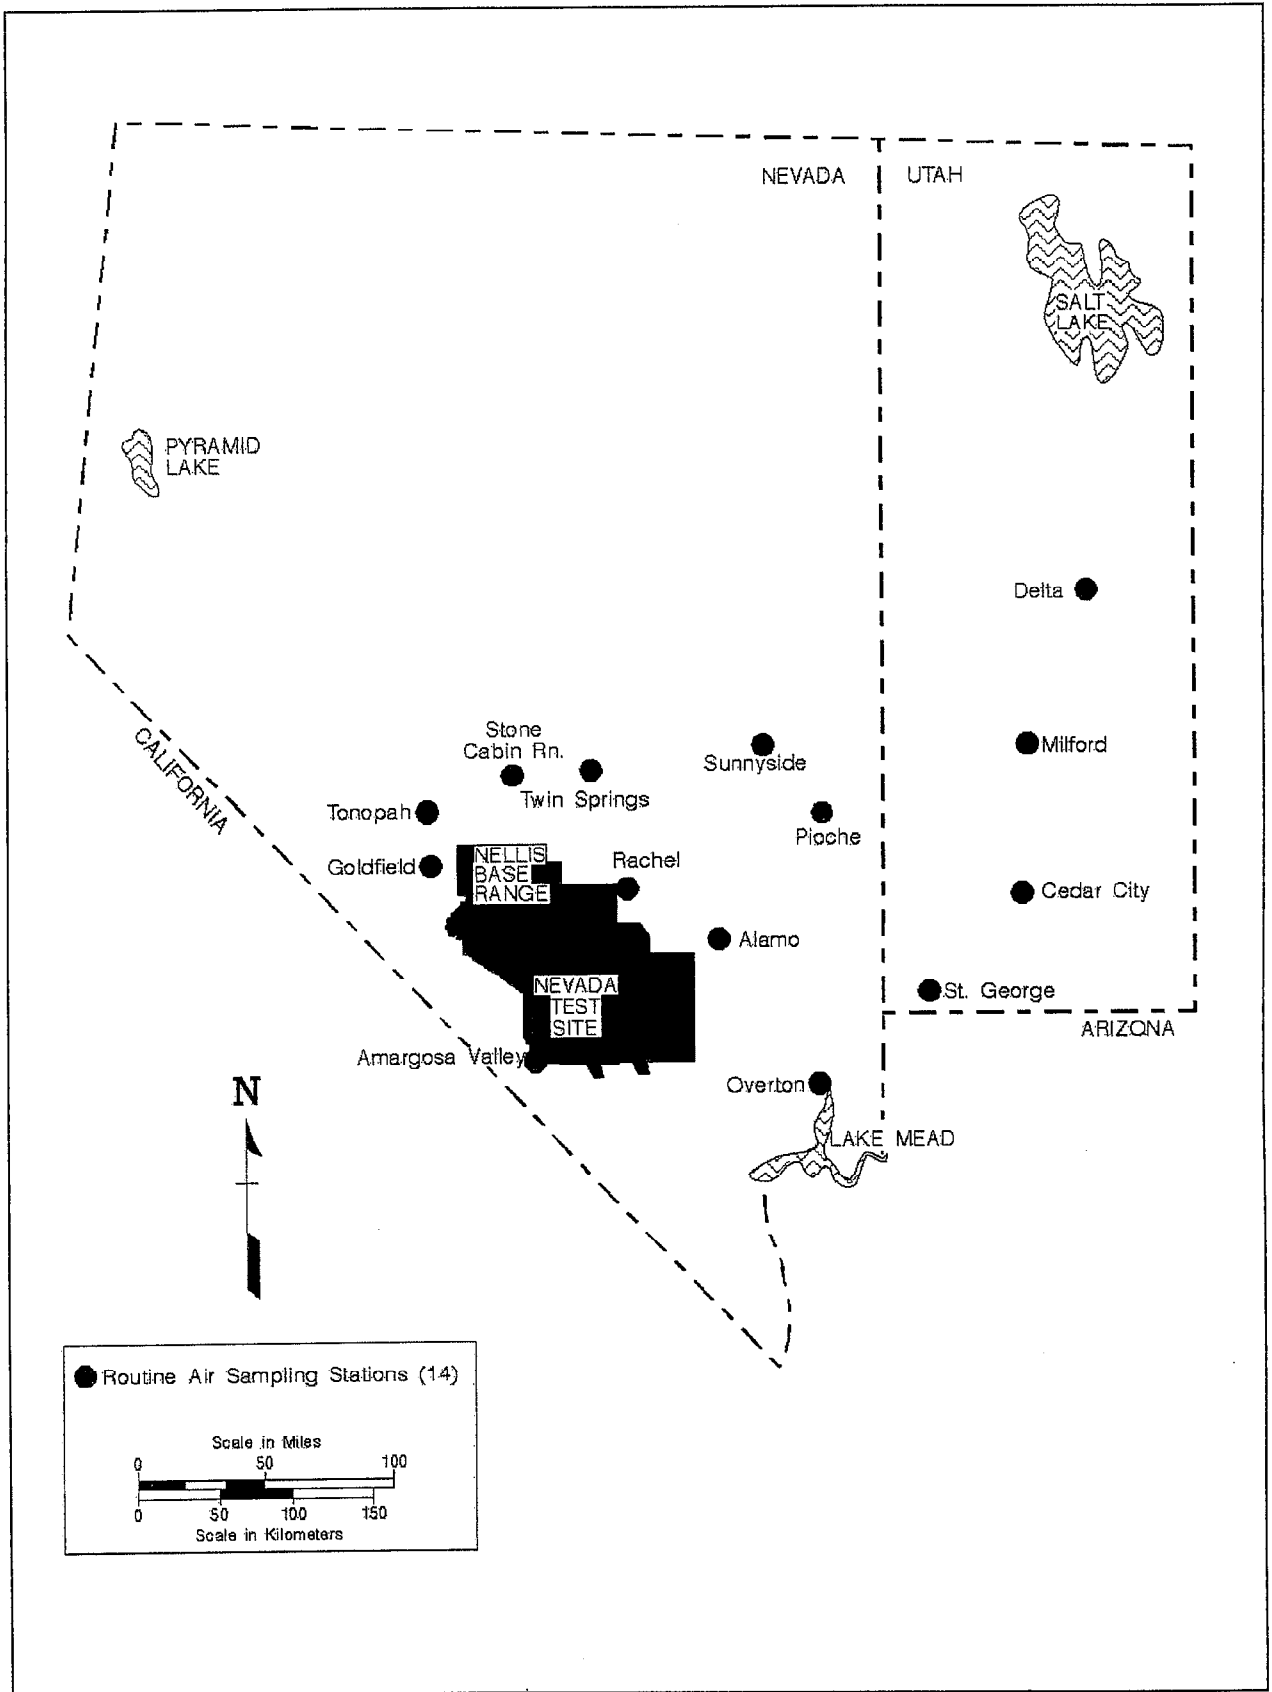 NEVADA
UTAH
SALT
LAKE
PYRAMID
LAKE
Delta
CALIFORNIA
Stone
Cabin Rn.
Twin Springs
Sunnyside
Milford
Tonopah
Pioche
Goldfield
NELLIS
BASE
RANGE
Rachel
Cedar City
Alamo
NEVADA
TEST
SITE
St. George
ARIZONA
Amargosa Valley
Overton
LAKE MEAD
N
Routine Air Sampling Stations (14)
Scale in Miles
0 50 100
0 50 100 150
Scale in Kilometers